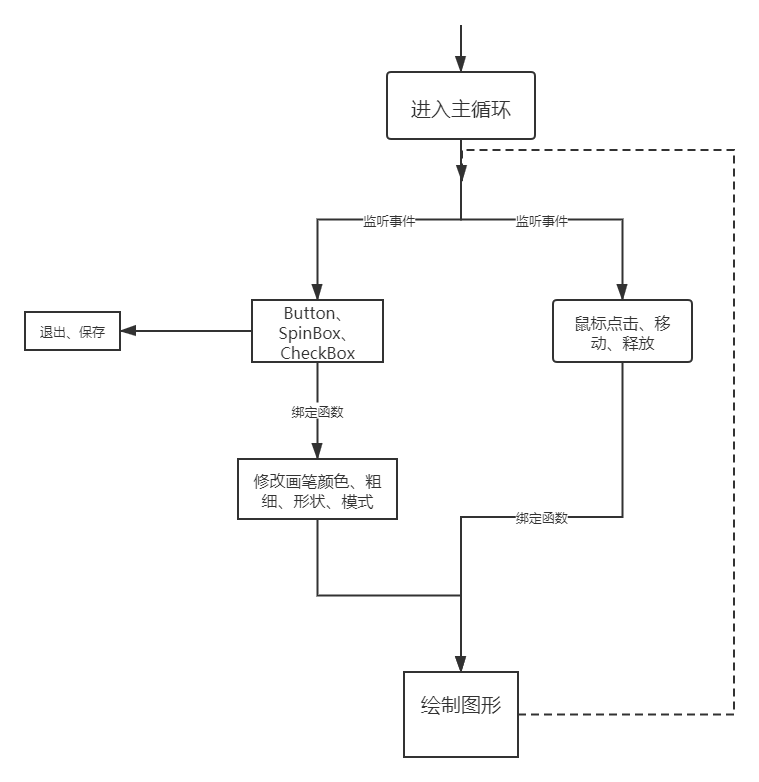 进入主循环
监听事件
监听事件
Button、
SpinBox、
CheckBox
鼠标点击、移
动、释放
退出、保存
绑定函数
修改画笔颜色、粗
细、形状、模式
绑定函数
绘制图形